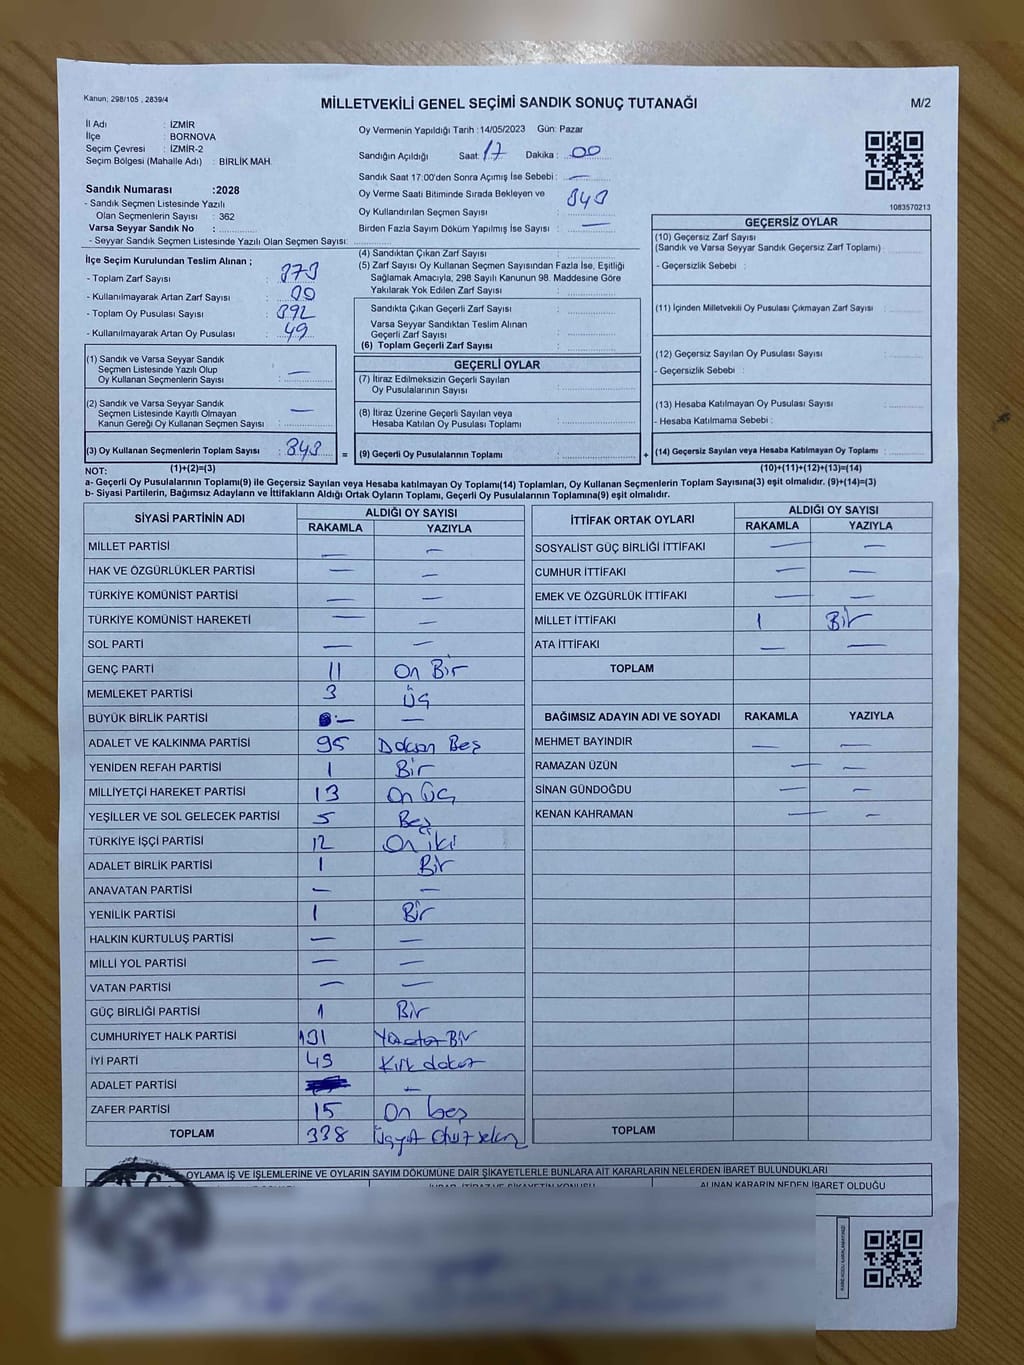 Kanun; 298/105 , 2839/4
MİLLETVEKİLİ GENEL SEÇİMİ SANDIK SONUÇ TUTANAĞI
M/2
İl Adı : İZMİR
İlçe : BORNOVA
Seçim Çevresi : İZMİR-2
Seçim Bölgesi (Mahalle Adı) : BİRLİK MAH.
Sandık Numarası :2028
- Sandık Seçmen Listesinde Yazılı
Olan Seçmenlerin Sayısı : 362
Varsa Seyyar Sandık No :
- Seyyar Sandık Seçmen Listesinde Yazılı Olan Seçmen Sayısı:
Oy Vermenin Yapıldığı Tarih :14/05/2023 Gün: Pazar
Sandığın Açıldığı Saat: 17 Dakika : 00
Sandık Saat 17:00'den Sonra Açımış İse Sebebi : —
Oy Verme Saati Bitiminde Sırada Bekleyen ve
Oy Kullandırılan Seçmen Sayısı : 343
Birden Fazla Sayım Döküm Yapılmış İse Sayısı : —
1083570213
İlçe Seçim Kurulundan Teslim Alınan ;
- Toplam Zarf Sayısı : 373
- Kullanılmayarak Artan Zarf Sayısı :
- Toplam Oy Pusulası : 392
- Kullanılmayarak Artan Oy Pusulası : 49
(1) Sandık ve Varsa Seyyar Sandık
Seçmen Listesinde Yazılı Olup
Oy Kullanan Seçmenlerin Sayısı : —
(2) Sandık ve Varsa Seyyar Sandık
Seçmen Listesinde Kayıtlı Olmayan
Kanun Gereği Oy Kullanan Seçmen Sayısı : —
(3) Oy Kullanan Seçmenlerin Toplam Sayısı : 343 =
(4) Sandıktan Çıkan Zarf Sayısı :
(5) Zarf Sayısı Oy Kullanan Seçmen Sayısından Fazla İse, Eşitliği
Sağlamak Amacıyla, 298 Sayılı Kanunun 98. Maddesine Göre
Yakılarak Yok Edilen Zarf Sayısı :
Sandıkta Çıkan Geçerli Zarf Sayısı :
Varsa Seyyar Sandıktan Teslim Alınan
Geçerli Zarf Sayısı :
(6) Toplam Geçerli Zarf Sayısı :
GEÇERLİ OYLAR
(7) İtiraz Edilmeksizin Geçerli Sayılan
Oy Pusulalarının Sayısı :
(8) İtiraz Üzerine Geçerli Sayılan veya
Hesaba Katılan Oy Pusulası Toplamı :
(9) Geçerli Oy Pusulalarının Toplamı : +
GEÇERSİZ OYLAR
(10) Geçersiz Zarf Sayısı
(Sandık ve Varsa Seyyar Sandık Geçersiz Zarf Toplamı) :
- Geçersizlik Sebebi :
(11) İçinden Milletvekili Oy Pusulası Çıkmayan Zarf Sayısı :
(12) Geçersiz Sayılan Oy Pusulası Sayısı :
- Geçersizlik Sebebi :
(13) Hesaba Katılmayan Oy Pusulası Sayısı :
- Hesaba Katılmama Sebebi :
(14) Geçersiz Sayılan veya Hesaba Katılmayan Oy Toplamı :
NOT: (1)+(2)=(3) (10)+(11)+(12)+(13)=(14)
a- Geçerli Oy Pusulalarının Toplamı(9) ile Geçersiz Sayılan veya Hesaba katılmayan Oy Toplamı(14) Toplamları, Oy Kullanan Seçmenlerin Toplam Sayısına(3) eşit olmalıdır. (9)+(14)=(3)
b- Siyasi Partilerin, Bağımsız Adayların ve İttifakların Aldığı Ortak Oyların Toplamı, Geçerli Oy Pusulalarının Toplamına(9) eşit olmalıdır.
SİYASİ PARTİNİN ADI ALDIĞI OY SAYISI
RAKAMLA YAZIYLA
MİLLET PARTİSİ — —
HAK VE ÖZGÜRLÜKLER PARTİSİ — —
TÜRKİYE KOMÜNİST PARTİSİ — —
TÜRKİYE KOMÜNİST HAREKETİ — —
SOL PARTİ — —
GENÇ PARTİ 11 On Bir
MEMLEKET PARTİSİ 3 Üç
BÜYÜK BİRLİK PARTİSİ — —
ADALET VE KALKINMA PARTİSİ 95 Doksan Beş
YENİDEN REFAH PARTİSİ 1 Bir
MİLLİYETÇİ HAREKET PARTİSİ 13 On Üç
YEŞİLLER VE SOL GELECEK PARTİSİ 5 Beş
TÜRKİYE İŞÇİ PARTİSİ 12 On iki
ADALET BİRLİK PARTİSİ 1 Bir
ANAVATAN PARTİSİ — —
YENİLİK PARTİSİ 1 Bir
HALKIN KURTULUŞ PARTİSİ — —
MİLLİ YOL PARTİSİ — —
VATAN PARTİSİ — —
GÜÇ BİRLİĞİ PARTİSİ 1 Bir
CUMHURİYET HALK PARTİSİ 131
İYİ PARTİ 49 Kırk dokuz
ADALET PARTİSİ —
ZAFER PARTİSİ 15 On beş
TOPLAM 338 Üçyüz Otuz sekiz
İTTİFAK ORTAK OYLARI ALDIĞI OY SAYISI
RAKAMLA YAZIYLA
SOSYALİST GÜÇ BİRLİĞİ İTTİFAKI — —
CUMHUR İTTİFAKI — —
EMEK VE ÖZGÜRLÜK İTTİFAKI — —
MİLLET İTTİFAKI 1 Bir
ATA İTTİFAKI — —
TOPLAM
BAĞIMSIZ ADAYIN ADI VE SOYADI RAKAMLA YAZIYLA
MEHMET BAYINDIR — —
RAMAZAN ÜZÜN — —
SİNAN GÜNDOĞDU — —
KENAN KAHRAMAN — —
TOPLAM
OYLAMA İŞ VE İŞLEMLERİNE VE OYLARIN SAYIM DÖKÜMÜNE DAİR ŞİKAYETLERLE BUNLARA AİT KARARLARIN NELERDEN İBARET BULUNDUKLARI
ALINAN KARARIN NEDEN İBARET OLDUĞU